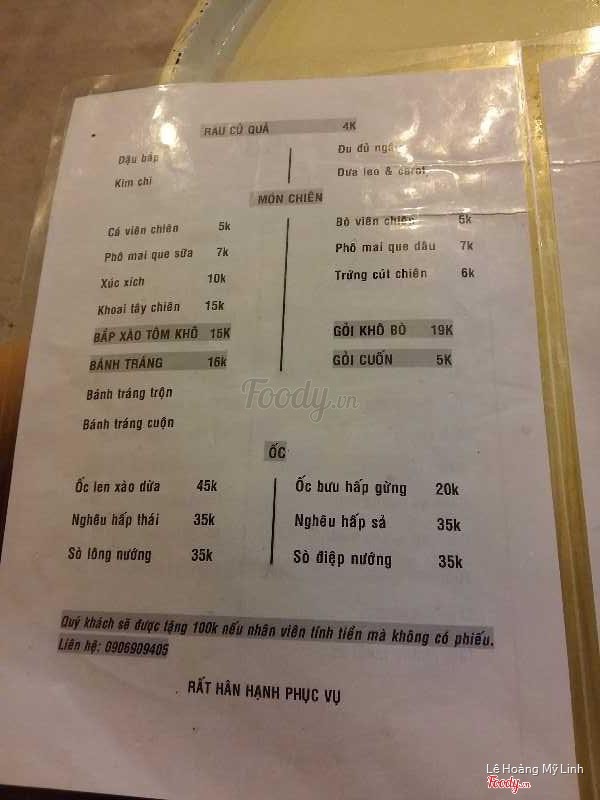 RAU CỦ QUẢ 4K
Đậu bắp
Đu đủ
Kim chi
Dưa leo & carot
MÓN CHIÊN
Cá viên chiên 5k
Bò viên chiên 5k
Phô mai que sữa 7k
Phô mai que dâu 7k
Xúc xích 10k
Trứng cút chiên 6k
Khoai tây chiên 15k
BẮP XÀO TÔM KHÔ 15K
GỎI KHÔ BÒ 19K
BÁNH TRÁNG 16k
GỎI CUỐN 5K
Bánh tráng trộn
Bánh tráng cuộn
Foody.vn
ỐC
Ốc len xào dừa 45k
Ốc bươu hấp gừng 20k
Nghêu hấp thái 35k
Nghêu hấp sả 35k
Sò lông nướng 35k
Sò điệp nướng 35k
Quý khách sẽ được tặng 100k nếu nhân viên tính tiền mà không có phiếu.
Liên hệ: 0906909405
RẤT HÂN HẠNH PHỤC VỤ
Lê Hoàng Mỹ Linh
Foody.vn